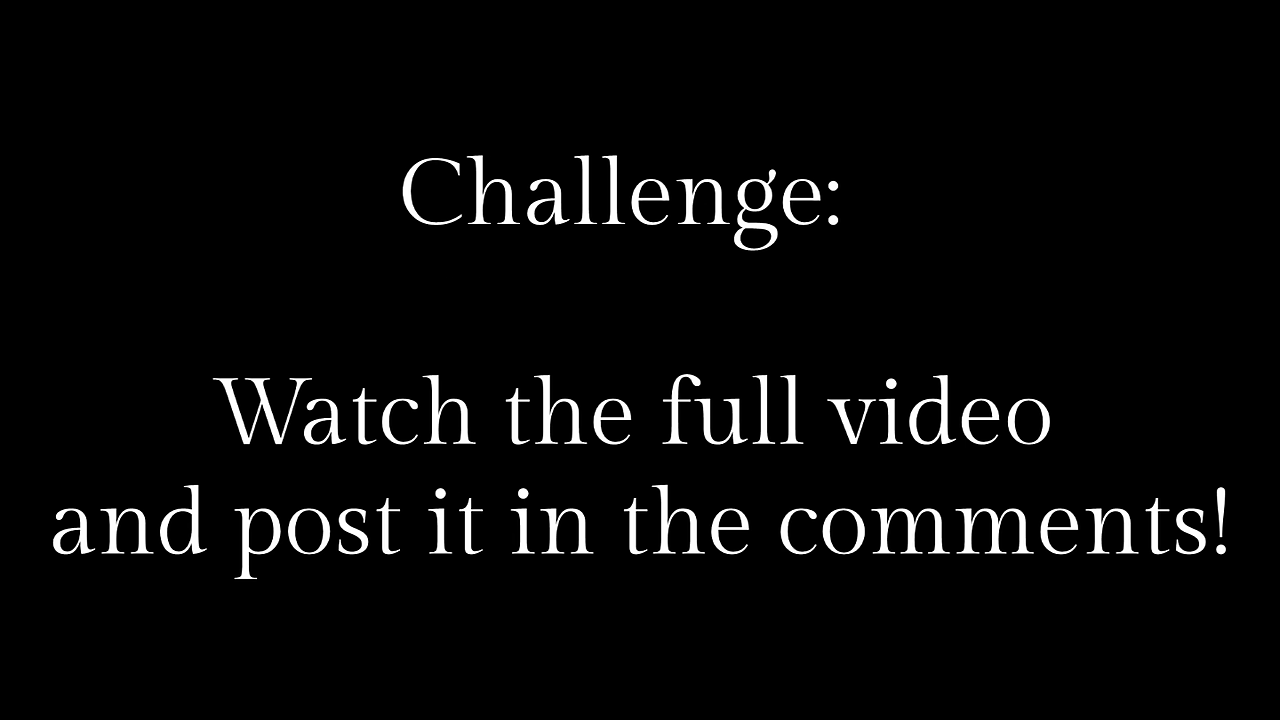 Challenge:
Watch the full video
and post it in the comments!